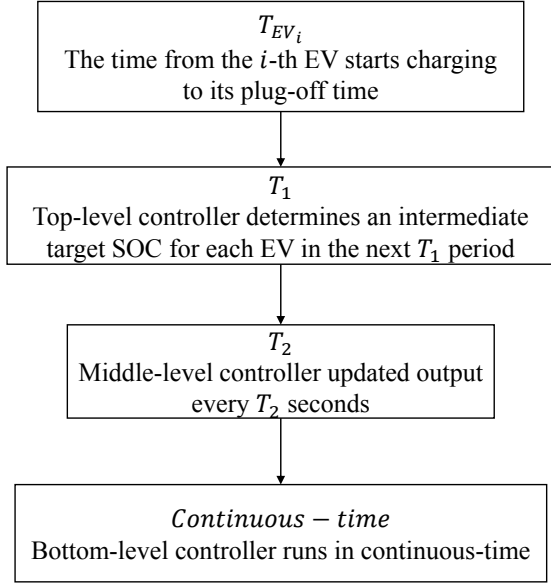 T_{EV_i}
The time from the i-th EV starts charging
to its plug-off time
T_1
Top-level controller determines an intermediate
target SOC for each EV in the next T_1 period
T_2
Middle-level controller updated output
every T_2 seconds
Continuous − time
Bottom-level controller runs in continuous-time